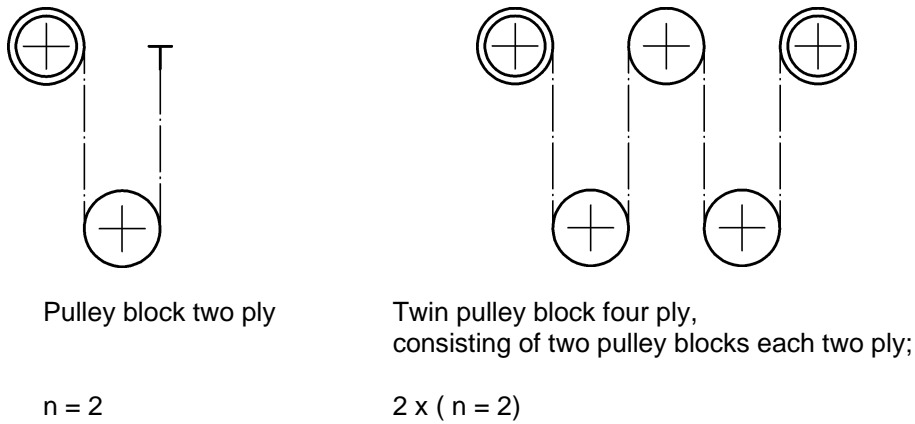 Pulley block two ply
Twin pulley block four ply,
consisting of two pulley blocks each two ply;
n = 2
2 x ( n = 2)